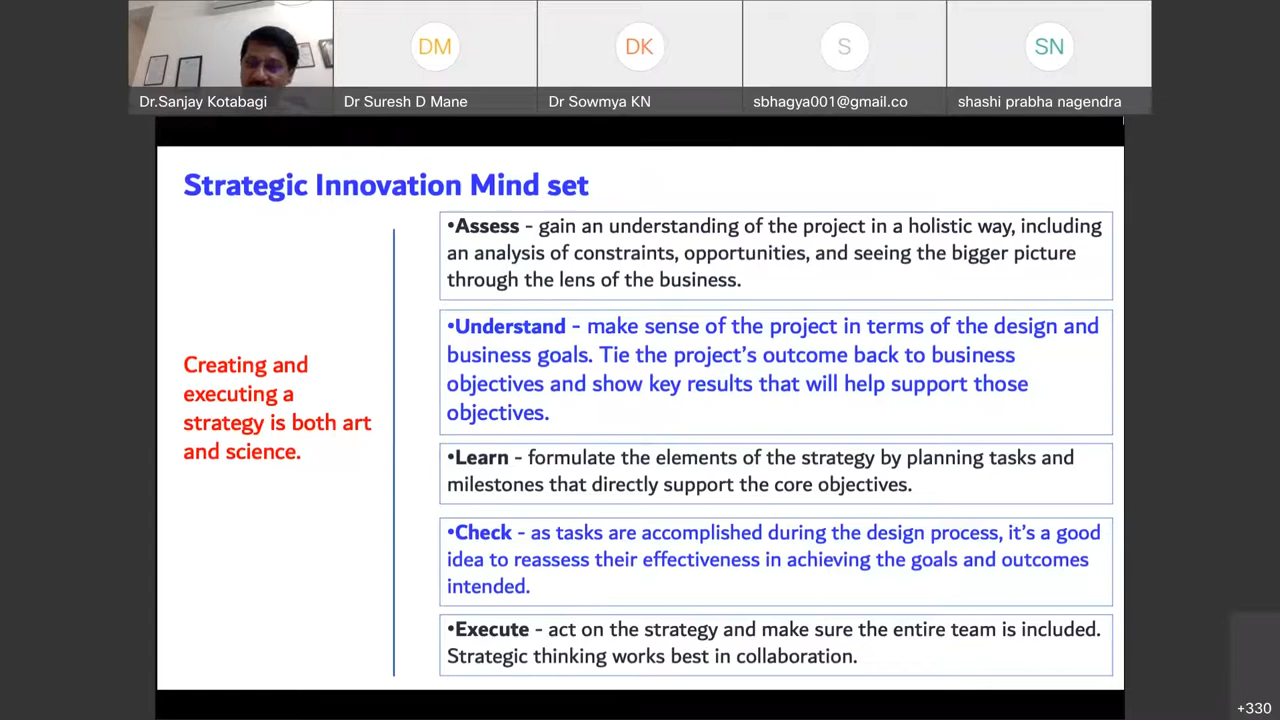 DM
DK
S
SN
Dr.Sanjay Kotabagi
Dr Suresh D Mane
Dr Sowmya KN
sbhagya001@gmail.co
shashi prabha nagendra
Strategic Innovation Mind set
Creating and
executing a
strategy is both art
and science.
•Assess - gain an understanding of the project in a holistic way, including
an analysis of constraints, opportunities, and seeing the bigger picture
through the lens of the business.
•Understand - make sense of the project in terms of the design and
business goals. Tie the project's outcome back to business
objectives and show key results that will help support those
objectives.
•Learn - formulate the elements of the strategy by planning tasks and
milestones that directly support the core objectives.
•Check - as tasks are accomplished during the design process, it's a good
idea to reassess their effectiveness in achieving the goals and outcomes
intended.
•Execute - act on the strategy and make sure the entire team is included.
Strategic thinking works best in collaboration.
+330